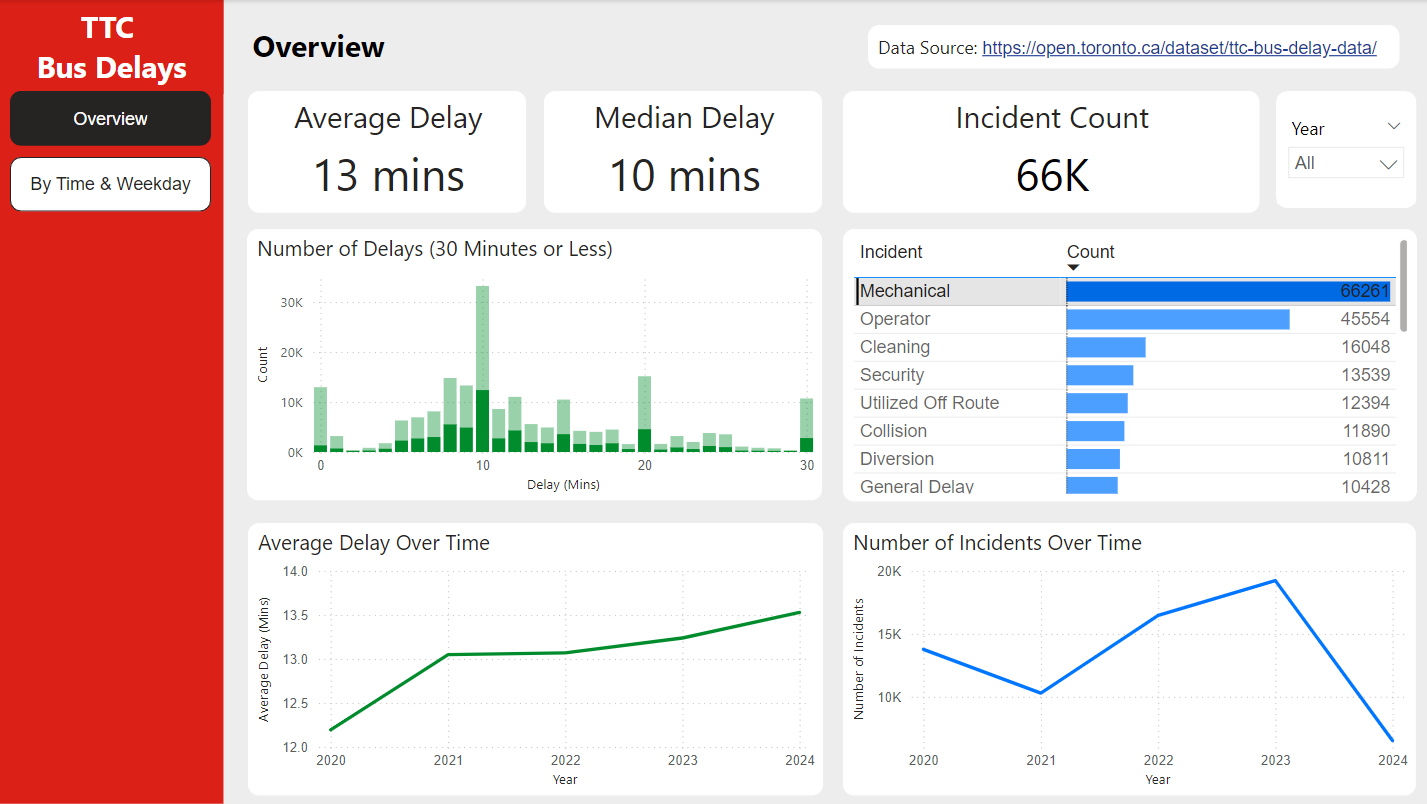 TTC
Bus Delays
Overview
By Time & Weekday
Overview
Data Source: https://open.toronto.ca/dataset/ttc-bus-delay-data/
Average Delay
13 mins
Median Delay
10 mins
Incident Count
66K
Year
All
Number of Delays (30 Minutes or Less)
Count
30K
20K
10K
0K
0 10 20 30
Delay (Mins)
Incident Count
Mechanical 66261
Operator 45554
Cleaning 16048
Security 13539
Utilized Off Route 12394
Collision 11890
Diversion 10811
General Delay 10428
Average Delay Over Time
Average Delay (Mins)
14.0
13.5
13.0
12.5
12.0
2020 2021 2022 2023 2024
Year
Number of Incidents Over Time
Number of Incidents
20K
15K
10K
2020 2021 2022 2023 2024
Year